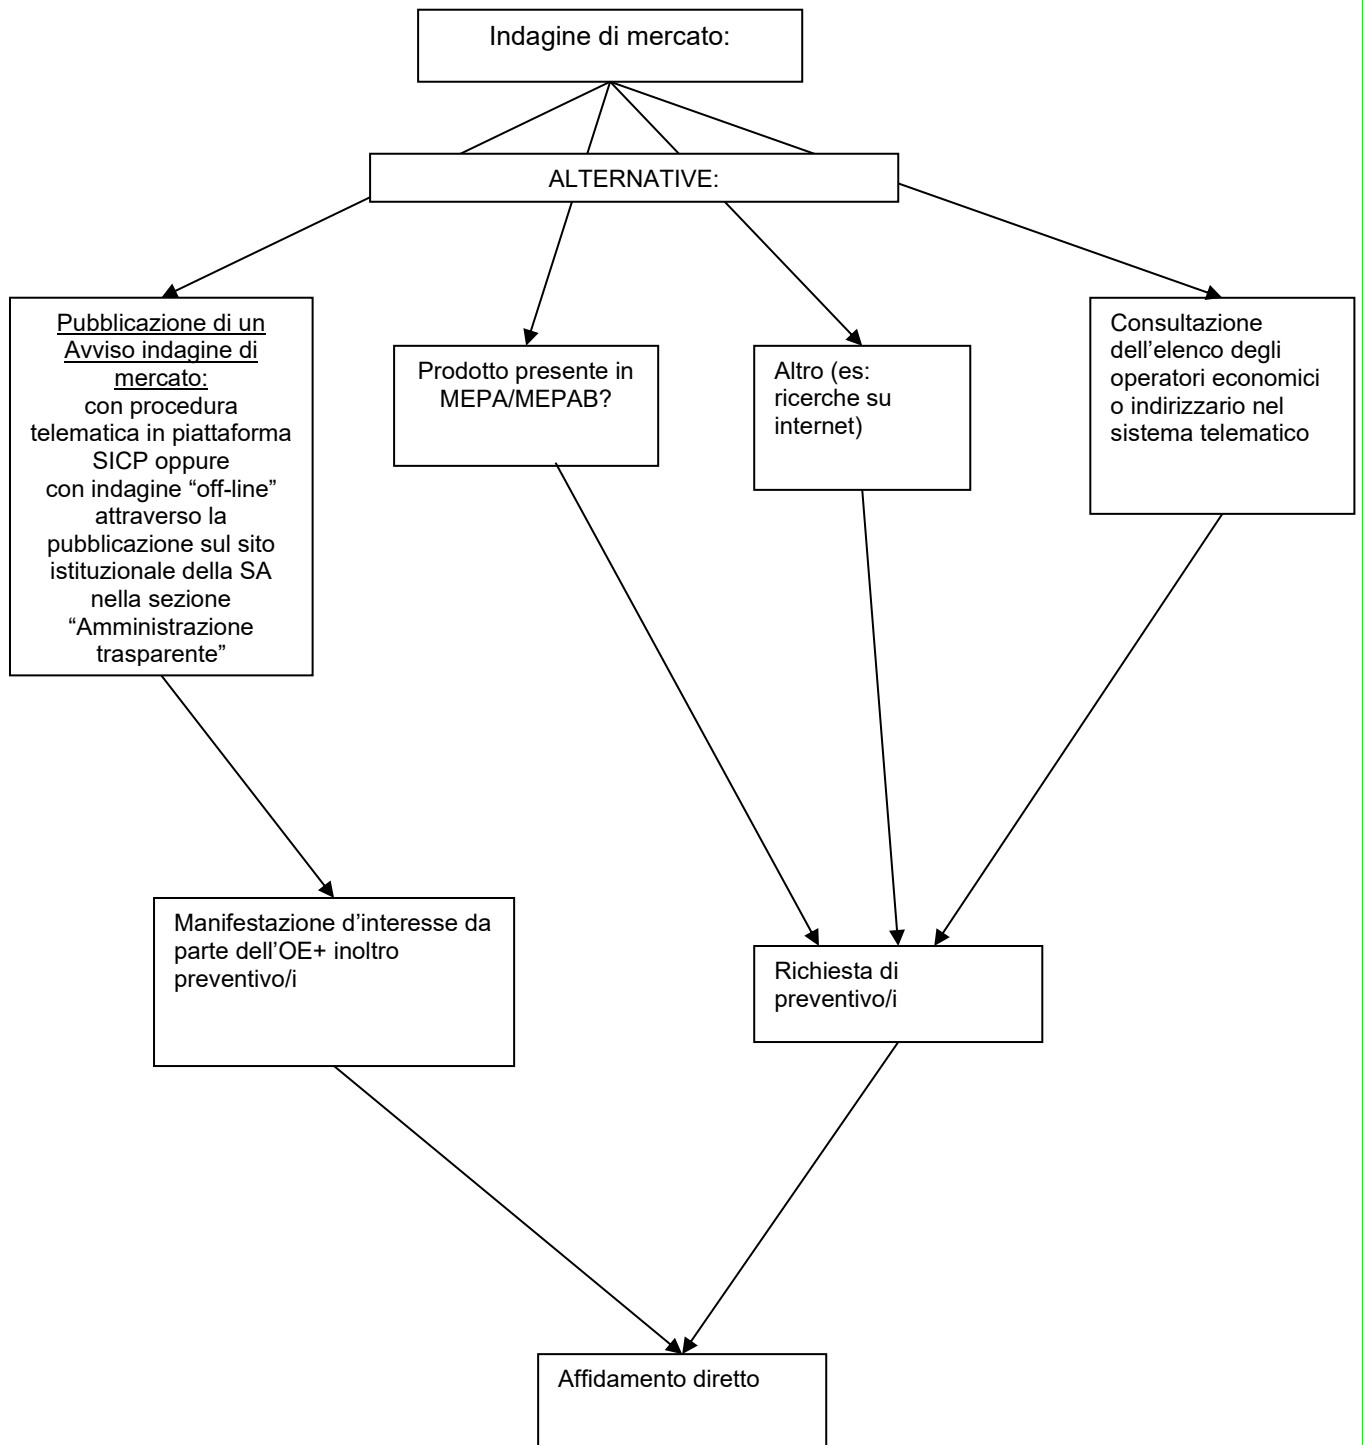 Indagine di mercato:
ALTERNATIVE:
Pubblicazione di un
Avviso indagine di
mercato:
con procedura
telematica in piattaforma
SICP oppure
con indagine “off-line”
attraverso la
pubblicazione sul sito
istituzionale della SA
nella sezione
“Amministrazione
trasparente”
Prodotto presente in
MEPA/MEPAB?
Altro (es:
ricerche su
internet)
Consultazione
dell’elenco degli
operatori economici
o indirizzario nel
sistema telematico
Manifestazione d’interesse da
parte dell’OE+ inoltro
preventivo/i
Richiesta di
preventivo/i
Affidamento diretto